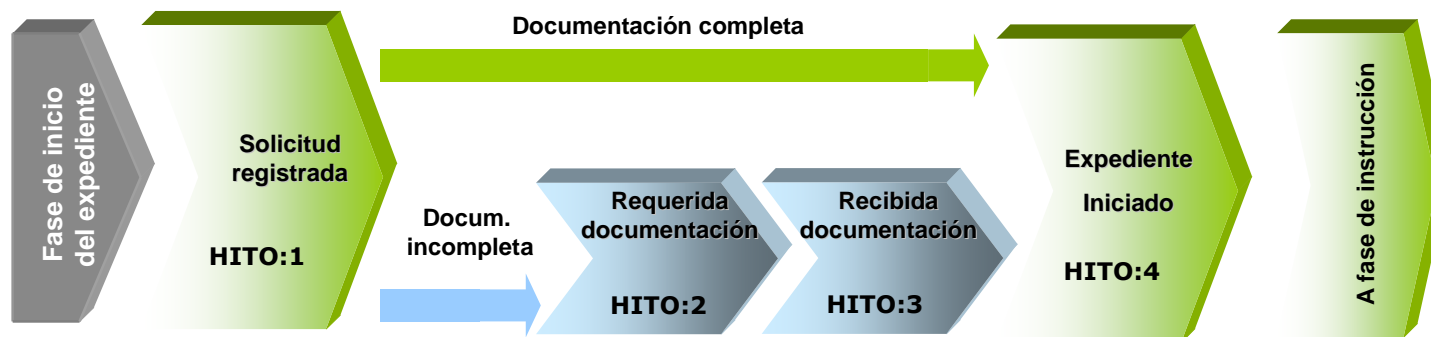 Fase de inicio
del expediente
Solicitud
registrada
HITO:1
Documentación completa
Docum.
incompleta
Requerida
documentación
HITO:2
Recibida
documentación
HITO:3
Expediente
Iniciado
HITO:4
A fase de instrucción